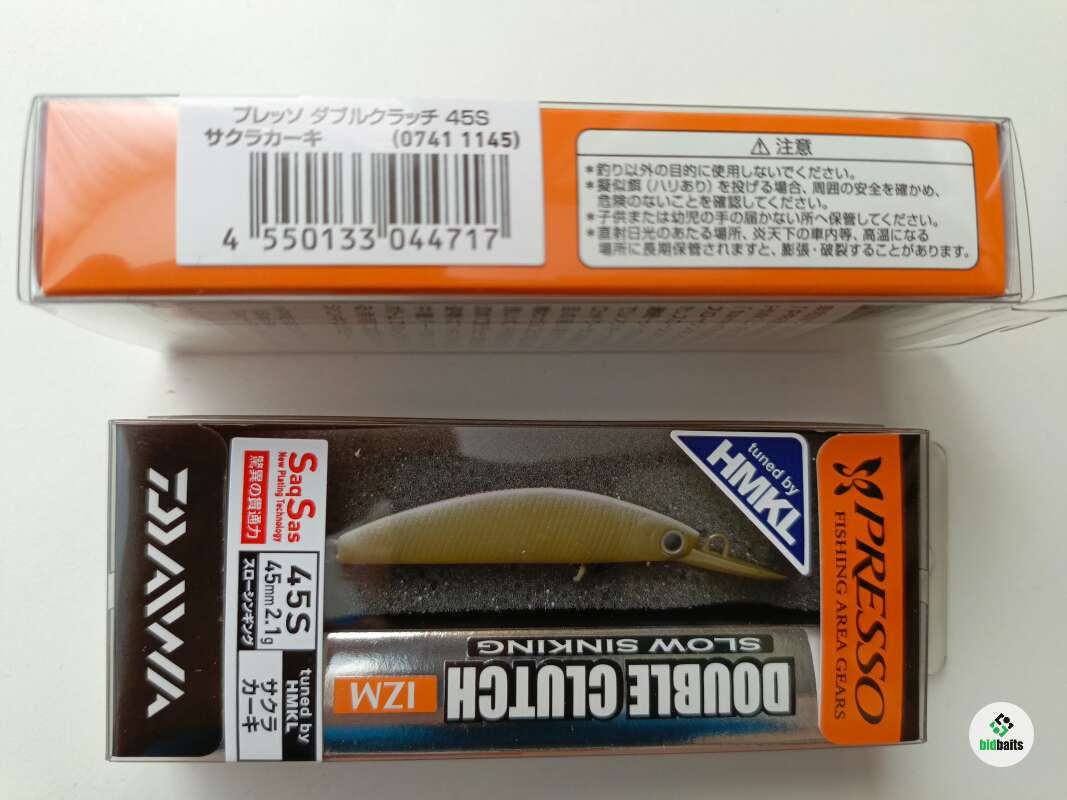 プレッソ ダブルクラッチ 45S
サクラカーキ (0741 1145)
4 550133 044717
⚠ 注意
*釣り以外の目的に使用しないでください。
*擬似餌（ハリあり）を投げる場合、周囲の安全を確かめ、
危険のないことを確認してください。
*子供または幼児の手の届かない所へ保管してください。
*直射日光のあたる場所、炎天下の車内等、高温になる
場所に長期保管されますと、膨張・破裂することがあります。
DAIWA
SaqSas
New Plating Technology
驚異の貫通力
45S
45mm 2.1g
スローシンキング
tuned by
HMKL
サクラ
カーキ
tuned by
HMKL
PRESSO
FISHING AREA GEARS
SLOW SINKING
DOUBLE CLUTCH
IZM
bidbaits